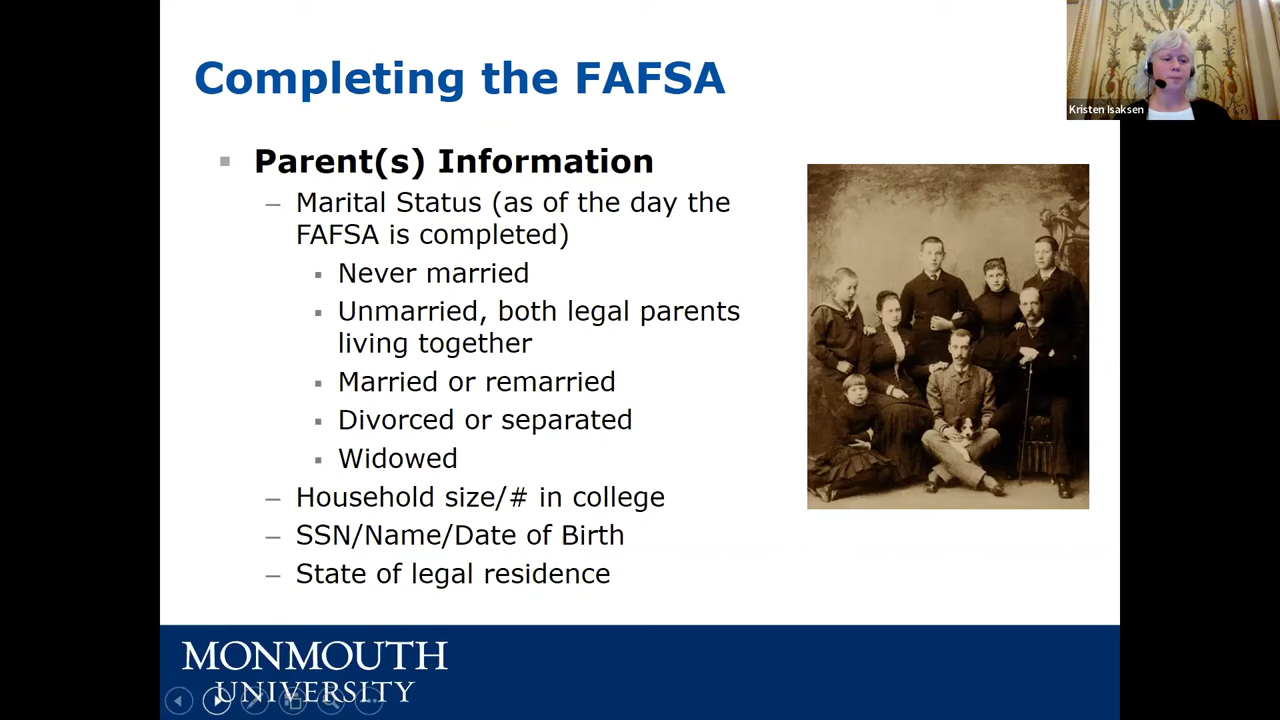 Completing the FAFSA
Kristen Isaksen
Parent(s) Information
– Marital Status (as of the day the
FAFSA is completed)
Never married
Unmarried, both legal parents
living together
Married or remarried
Divorced or separated
Widowed
– Household size/# in college
– SSN/Name/Date of Birth
– State of legal residence
MONMOUTH
UNIVERSITY